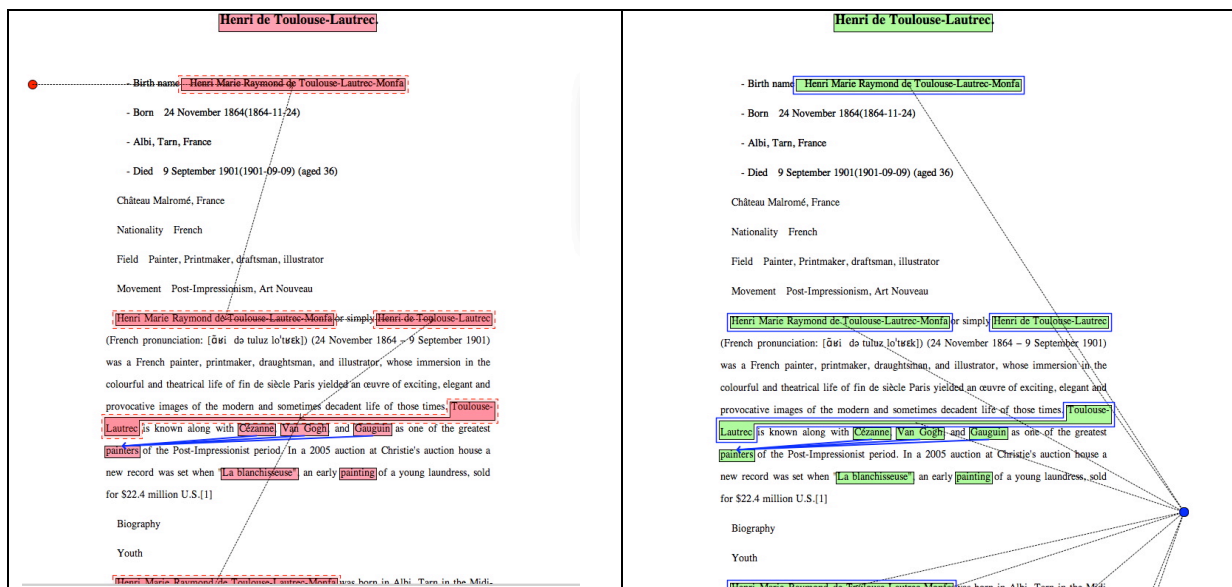 Henri de Toulouse-Lautrec.
- Birth name Henri Marie Raymond de Toulouse-Lautrec-Monfa
- Born 24 November 1864(1864-11-24)
- Albi, Tarn, France
- Died 9 September 1901(1901-09-09) (aged 36)
Château Malromé, France
Nationality French
Field Painter, Printmaker, draftsman, illustrator
Movement Post-Impressionism, Art Nouveau
Henri Marie Raymond de Toulouse-Lautrec-Monfa or simply Henri de Toulouse-Lautrec
(French pronunciation: [ɑ̃ʁi də tuluz lo'tʁɛk]) (24 November 1864 – 9 September 1901)
was a French painter, printmaker, draughtsman, and illustrator, whose immersion in the
colourful and theatrical life of fin de siècle Paris yielded an œuvre of exciting, elegant and
provocative images of the modern and sometimes decadent life of those times. Toulouse-
Lautrec is known along with Cézanne, Van Gogh, and Gauguin as one of the greatest
painters of the Post-Impressionist period. In a 2005 auction at Christie's auction house a
new record was set when "La blanchisseuse", an early painting of a young laundress, sold
for $22.4 million U.S.[1]
Biography
Youth
Henri Marie Raymond de Toulouse-Lautrec-Monfa was born in Albi, Tarn in the Midi-
Henri de Toulouse-Lautrec.
- Birth name Henri Marie Raymond de Toulouse-Lautrec-Monfa
- Born 24 November 1864(1864-11-24)
- Albi, Tarn, France
- Died 9 September 1901(1901-09-09) (aged 36)
Château Malromé, France
Nationality French
Field Painter, Printmaker, draftsman, illustrator
Movement Post-Impressionism, Art Nouveau
Henri Marie Raymond de Toulouse-Lautrec-Monfa or simply Henri de Toulouse-Lautrec
(French pronunciation: [ɑ̃ʁi də tuluz lo'tʁɛk]) (24 November 1864 – 9 September 1901)
was a French painter, printmaker, draughtsman, and illustrator, whose immersion in the
colourful and theatrical life of fin de siècle Paris yielded an œuvre of exciting, elegant and
provocative images of the modern and sometimes decadent life of those times. Toulouse-
Lautrec is known along with Cézanne, Van Gogh, and Gauguin as one of the greatest
painters of the Post-Impressionist period. In a 2005 auction at Christie's auction house a
new record was set when "La blanchisseuse", an early painting of a young laundress, sold
for $22.4 million U.S.[1]
Biography
Youth
Henri Marie Raymond de Toulouse-Lautrec-Monfa was born in Albi, Tarn in the Midi-